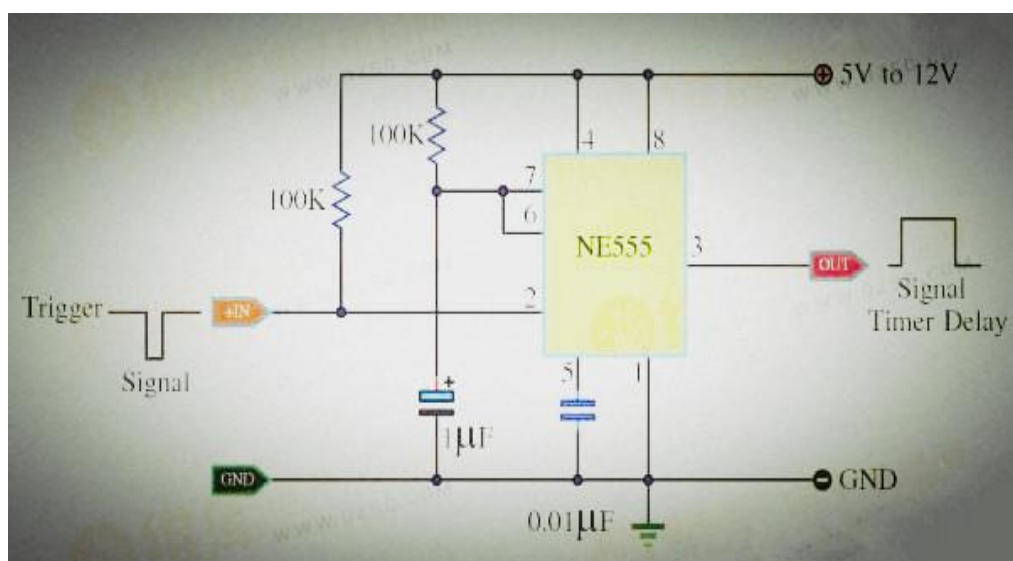 5V to 12V
100K
4
8
100K
7
6
NE555
3
OUT
Trigger
+IN
2
Signal
Timer Delay
Signal
5
1
+
1µF
GND
GND
0.01µF